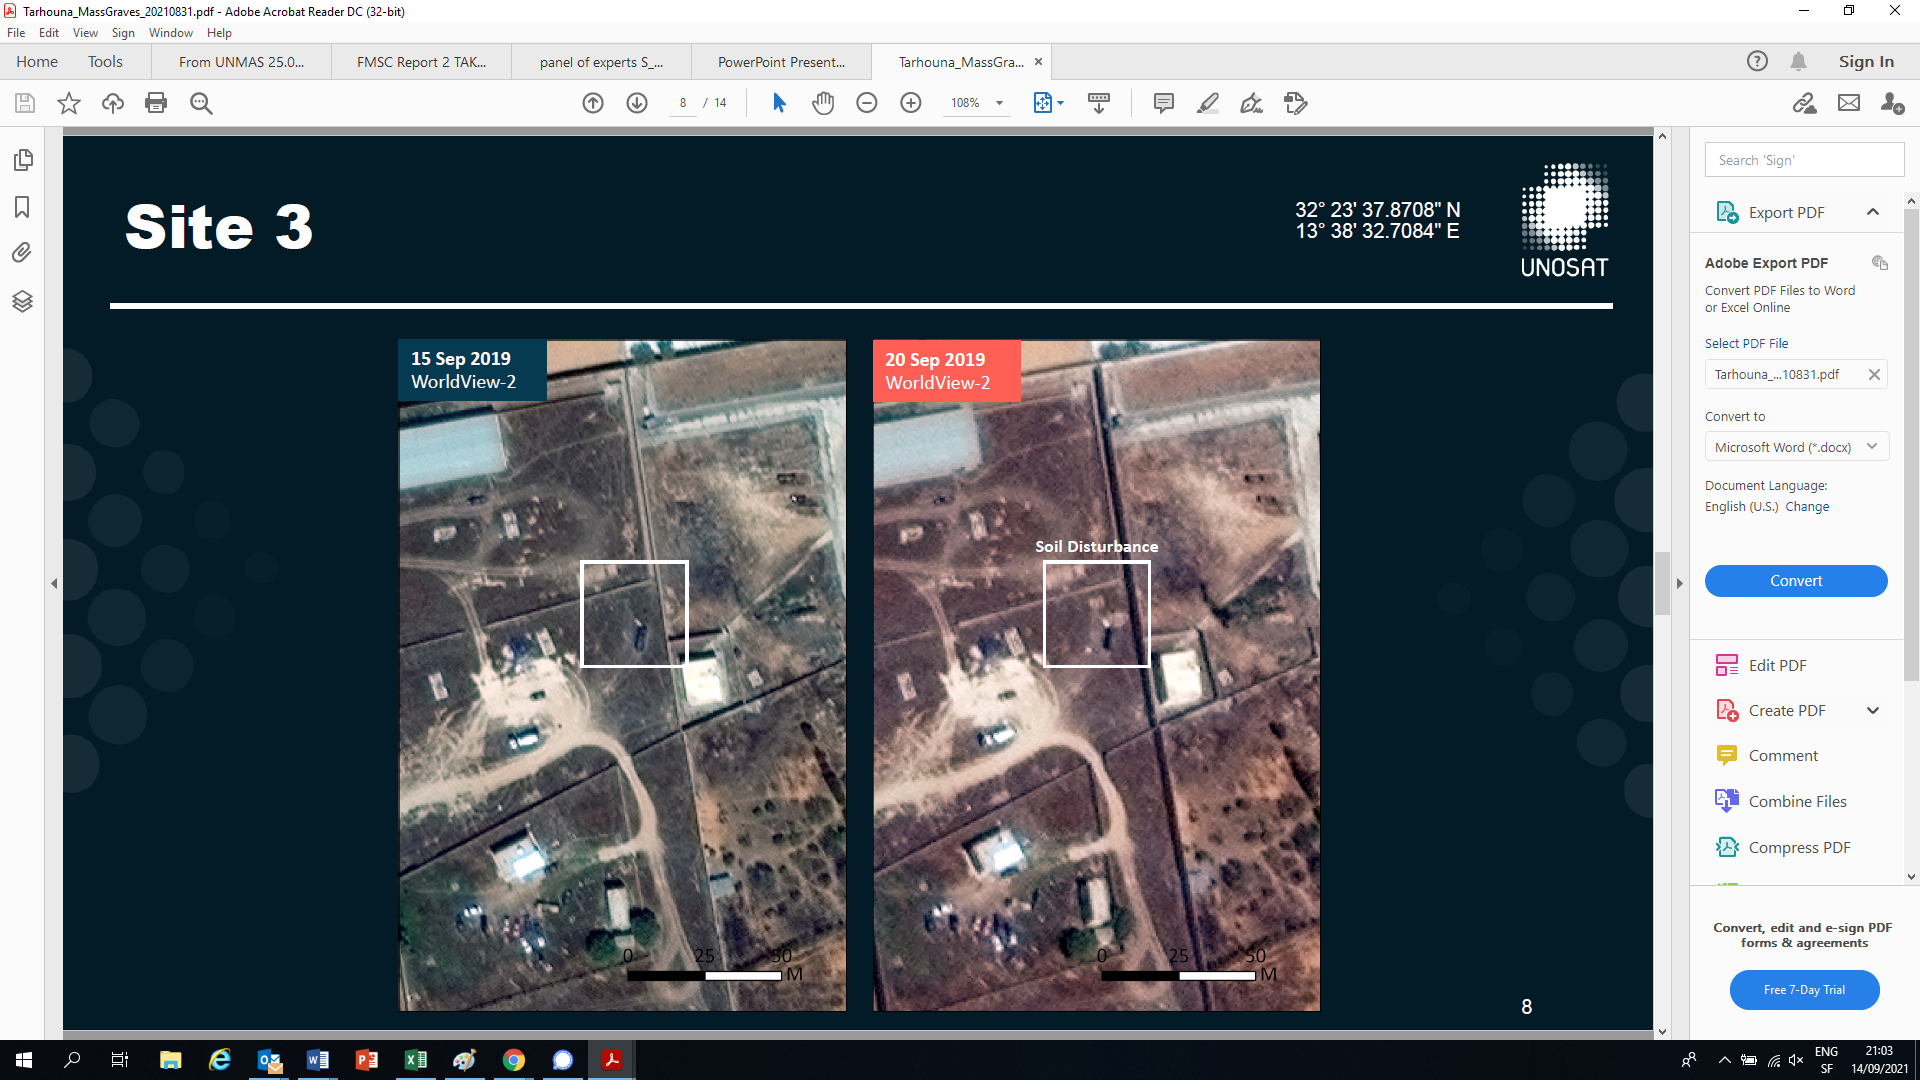 Tarhouna_MassGraves_20210831.pdf - Adobe Acrobat Reader DC (32-bit)
File Edit View Sign Window Help
Home Tools From UNMAS 25.0... FMSC Report 2 TAK... panel of experts S_... PowerPoint Present... Tarhouna_MassGra... Sign In
8 / 14 108%
Site 3
32° 23' 37.8708" N
13° 38' 32.7084" E
UNOSAT
15 Sep 2019
WorldView-2
0 25 50
M
20 Sep 2019
WorldView-2
Soil Disturbance
0 25 50
M
8
Search 'Sign'
Export PDF
Adobe Export PDF
Convert PDF Files to Word
or Excel Online
Select PDF File
Tarhouna_...10831.pdf
Convert to
Microsoft Word (*.docx)
Document Language:
English (U.S.) Change
Convert
Edit PDF
Create PDF
Comment
Combine Files
Compress PDF
Convert, edit and e-sign PDF
forms & agreements
Free 7-Day Trial
ENG
SF
21:03
14/09/2021